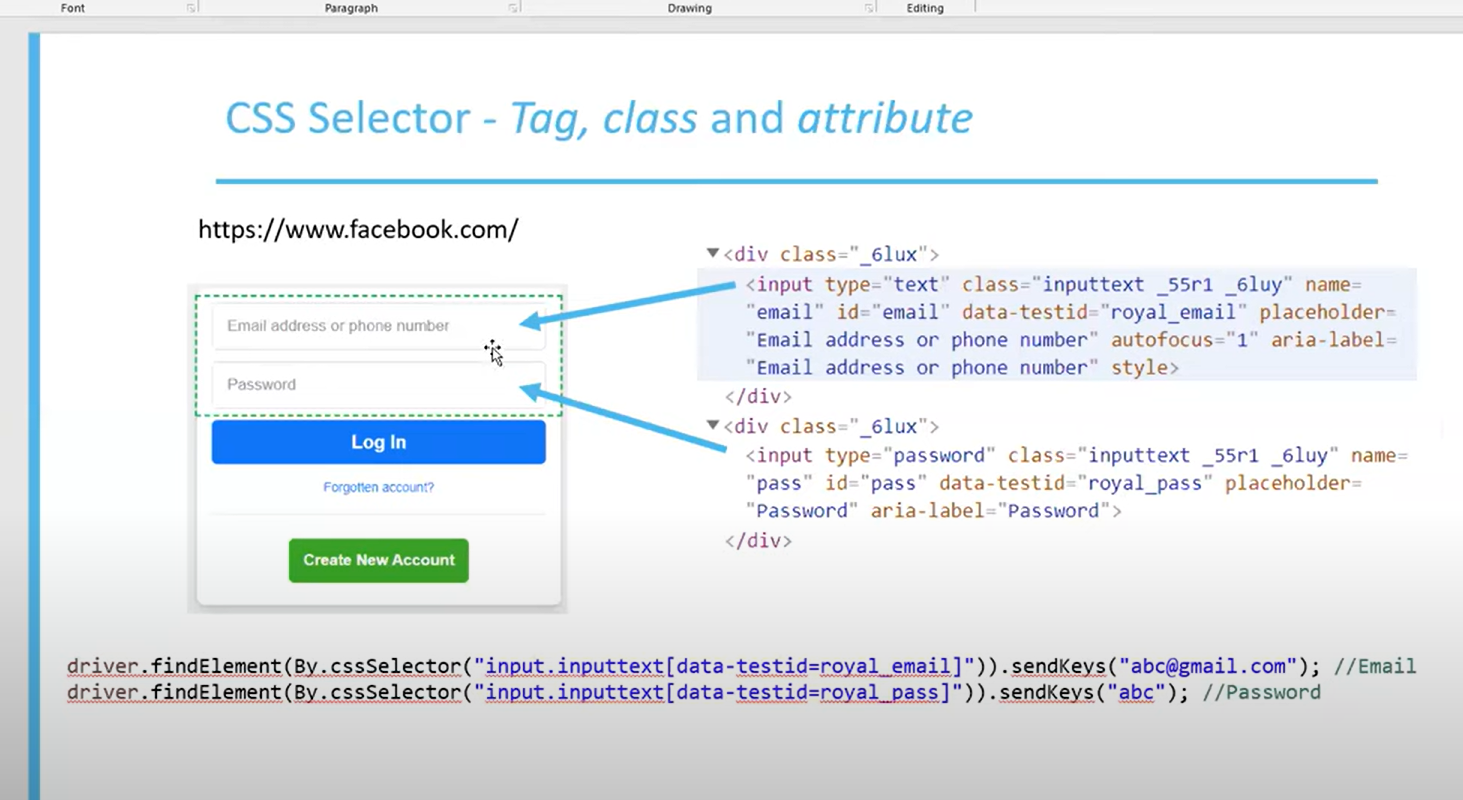 Font Paragraph Drawing Editing
CSS Selector - Tag, class and attribute
https://www.facebook.com/
Email address or phone number
Password
Log In
Forgotten account?
Create New Account
<div class="_6lux">
<input type="text" class="inputtext _55r1 _6luy" name=
"email" id="email" data-testid="royal_email" placeholder=
"Email address or phone number" autofocus="1" aria-label=
"Email address or phone number" style>
</div>
<div class="_6lux">
<input type="password" class="inputtext _55r1 _6luy" name=
"pass" id="pass" data-testid="royal_pass" placeholder=
"Password" aria-label="Password">
</div>
driver.findElement(By.cssSelector("input.inputtext[data-testid=royal_email]")).sendKeys("abc@gmail.com"); //Email
driver.findElement(By.cssSelector("input.inputtext[data-testid=royal_pass]")).sendKeys("abc"); //Password